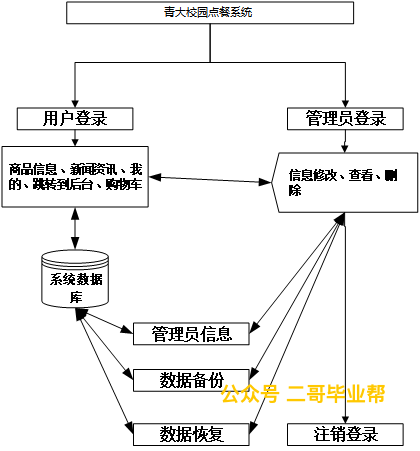 青大校园点餐系统
用户登录
管理员登录
商品信息、新闻资讯、我
的、跳转到后台、购物车
信息修改、查看、删
除
系统数据
库
管理员信息
数据备份
公众号 二哥毕业帮
数据恢复
注销登录